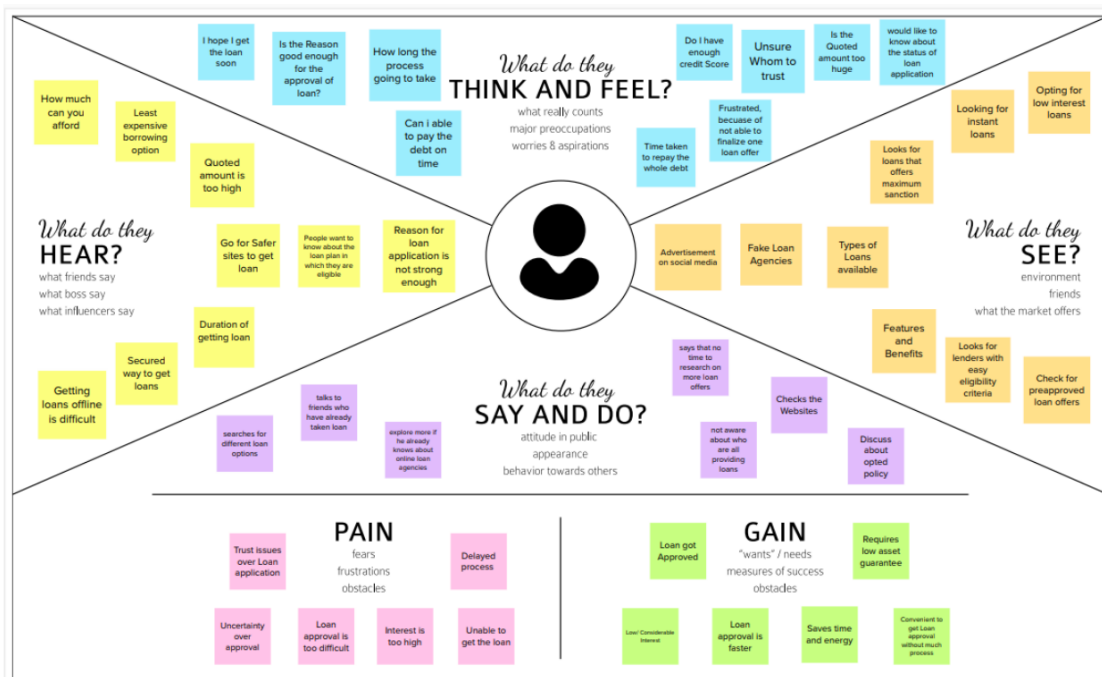 What do they
THINK AND FEEL?
what really counts
major preoccupations
worries & aspirations
I hope I get
the loan
soon
Is the Reason
good enough
for the
approval of
loan?
How long the
process
going to take
Can i able
to pay the
debt on
time
Do I have
enough
credit Score
Unsure
Whom to
trust
Is the
Quoted
amount too
huge
would like to
know about
the status of
loan
application
Frustrated,
becuase of
not able to
finalize one
loan offer
Time taken
to repay the
whole debt
What do they
HEAR?
what friends say
what boss say
what influencers say
How much
can you
afford
Least
expensive
borrowing
option
Quoted
amount is
too high
Go for Safer
sites to get
loan
People want to
know about the
loan plan in
which they are
eligible
Reason for
loan
application is
not strong
enough
Duration of
getting loan
Secured
way to get
loans
Getting
loans offline
is difficult
What do they
SEE?
environment
friends
what the market offers
Opting for
low interest
loans
Looking for
instant
loans
Looks for
loans that
offers
maximum
sanction
Advertisement
on social media
Fake Loan
Agencies
Types of
Loans
available
Features
and
Benefits
Looks for
lenders with
easy
eligibility
criteria
Check for
preapproved
loan offers
What do they
SAY AND DO?
attitude in public
appearance
behavior towards others
searches for
different loan
options
talks to
friends who
have already
taken loan
explore more if
he already
knows about
online loan
agencies
says that no
time to
research on
more loan
offers
Checks the
Websites
not aware
about who
are all
providing
loans
Discuss
about
opted
policy
PAIN
fears
frustrations
obstacles
Trust issues
over Loan
application
Delayed
process
Uncertainty
over
approval
Loan
approval is
too difficult
Interest is
too high
Unable to
get the loan
GAIN
"wants" / needs
measures of success
obstacles
Loan got
Approved
Requires
low asset
guarantee
Low/ Considerable
Interest
Loan
approval is
faster
Saves time
and energy
Convenient to
get Loan
approval
without much
process